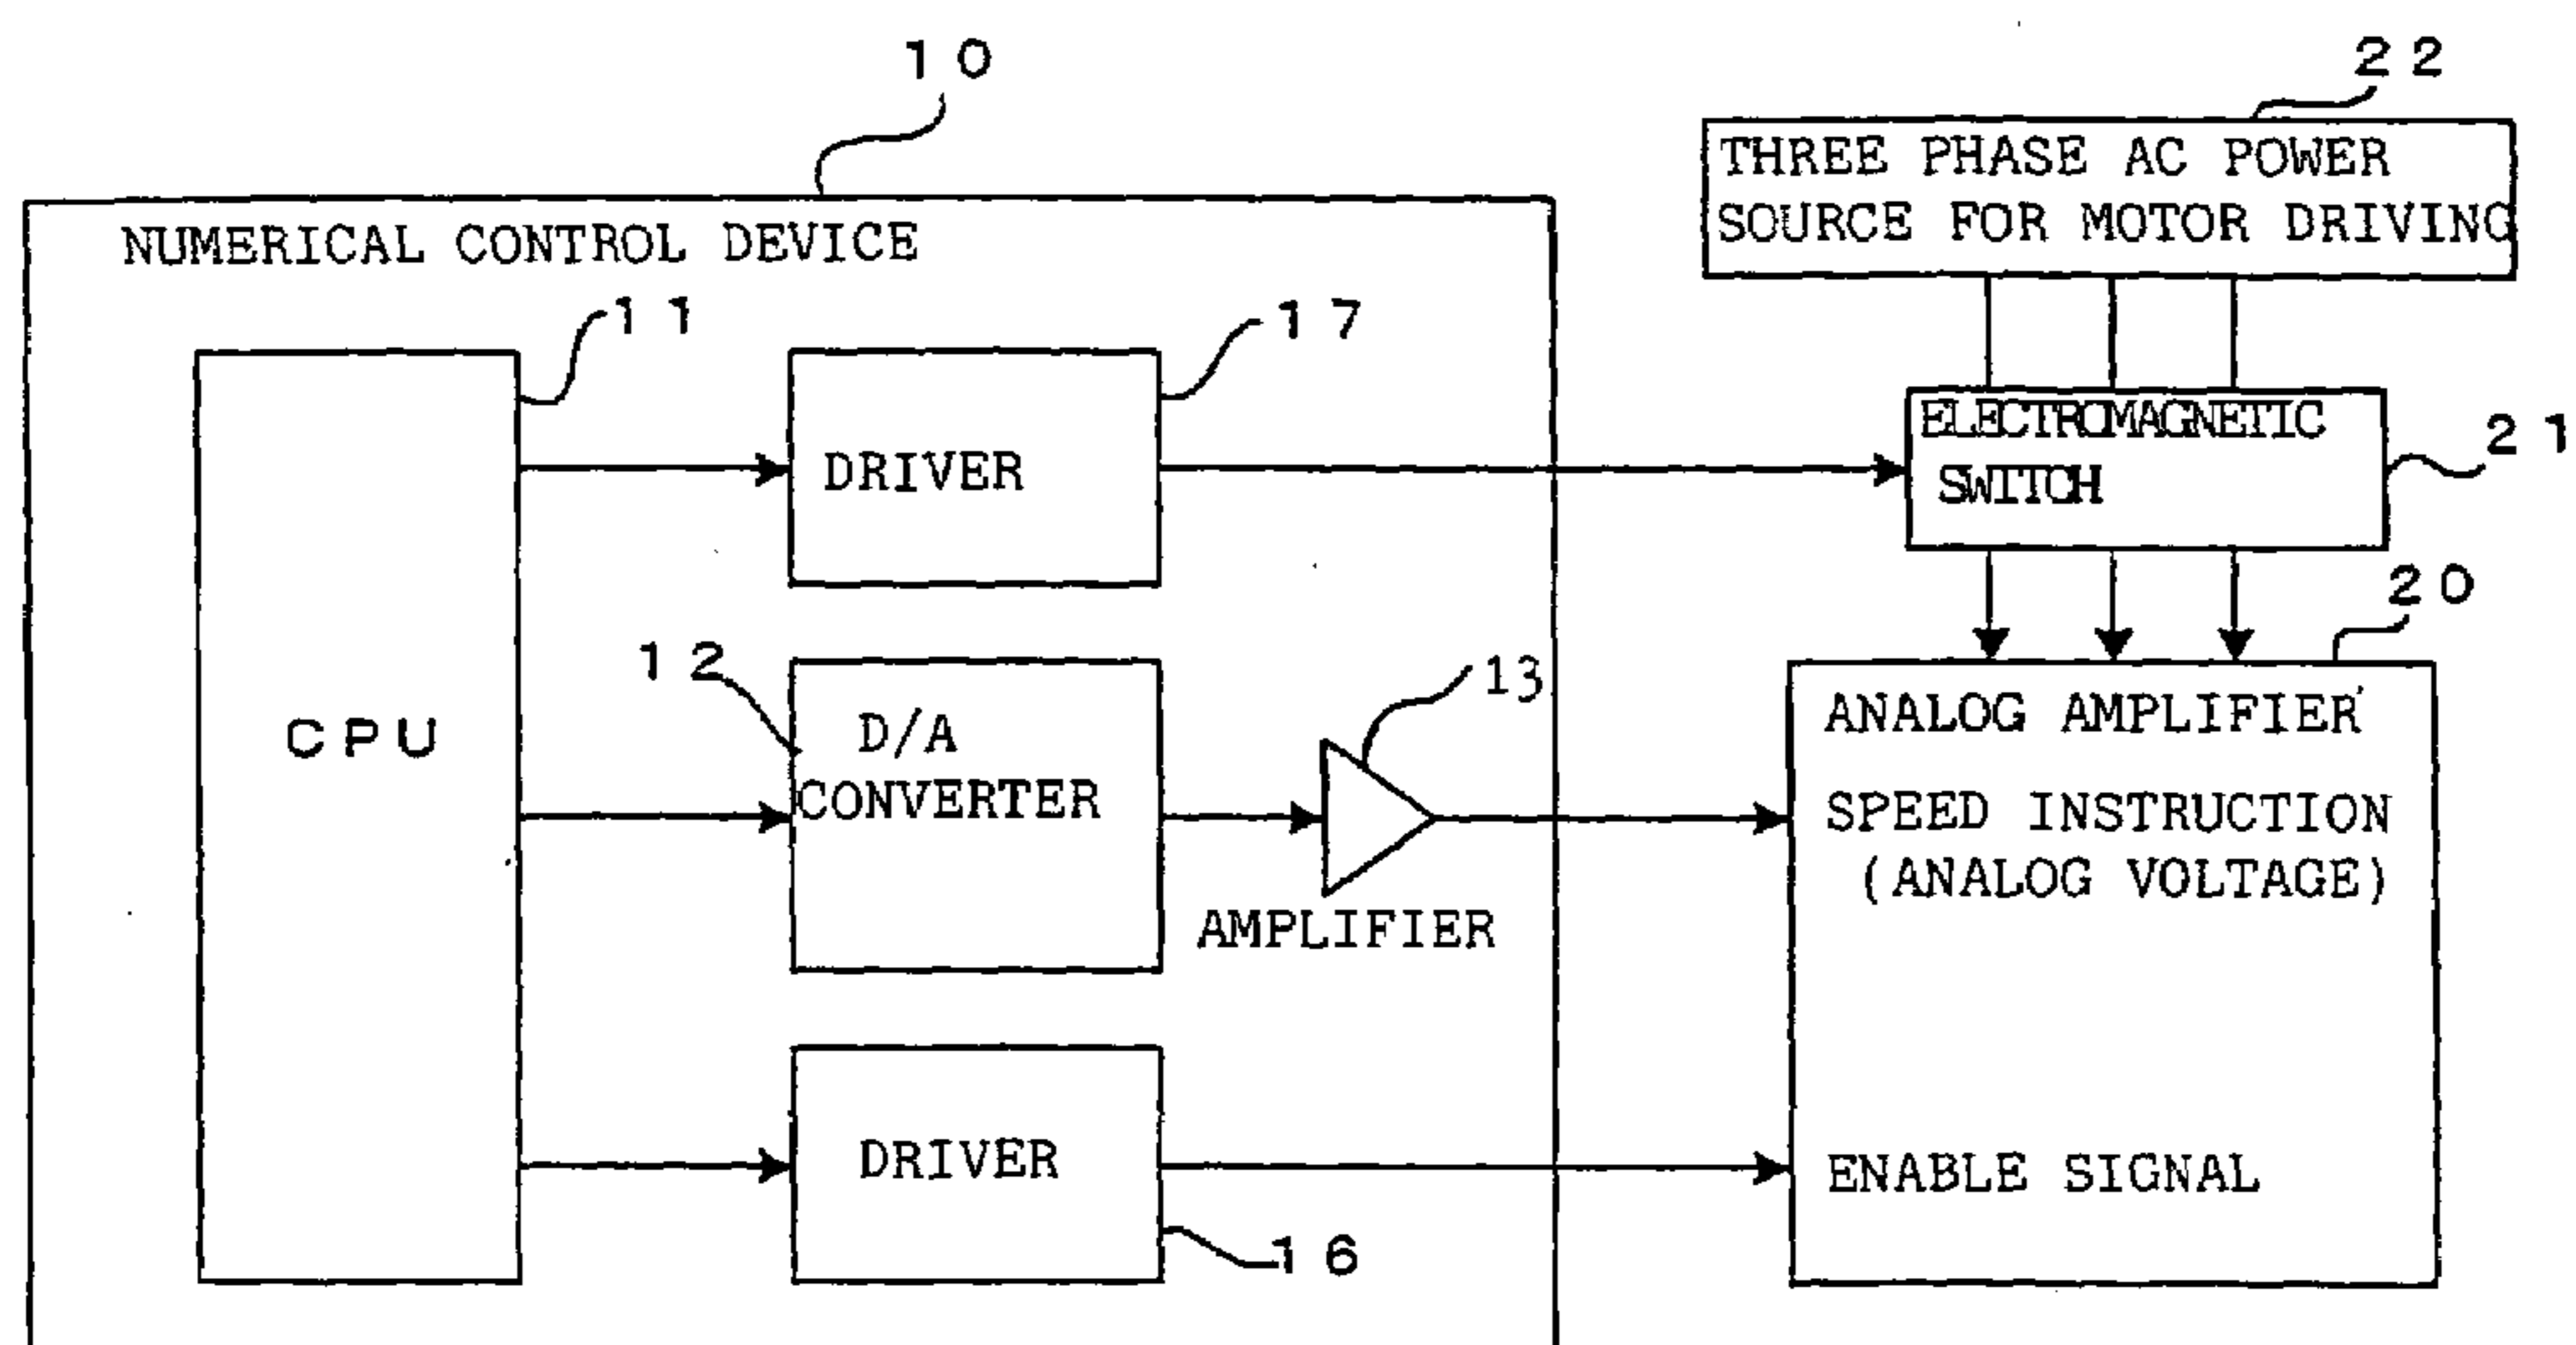 10
22
THREE PHASE AC POWER
SOURCE FOR MOTOR DRIVING
NUMERICAL CONTROL DEVICE
11
17
ELECTROMAGNETIC
SWITCH
21
DRIVER
20
12
13
CPU
D/A
CONVERTER
AMPLIFIER
ANALOG AMPLIFIER
SPEED INSTRUCTION
(ANALOG VOLTAGE)
DRIVER
16
ENABLE SIGNAL